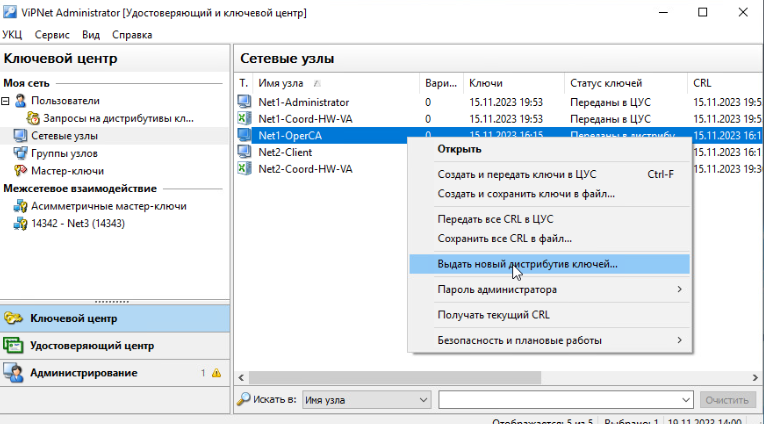 ViPNet Administrator [Удостоверяющий и ключевой центр]
УКЦ Сервис Вид Справка
Ключевой центр
Моя сеть
Пользователи
Запросы на дистрибутивы кл...
Сетевые узлы
Группы узлов
Мастер-ключи
Межсетевое взаимодействие
Асимметричные мастер-ключи
14342 - Net3 (14343)
Ключевой центр
Удостоверяющий центр
Администрирование 1
Сетевые узлы
Т. Имя узла Вари... Ключи Статус ключей CRL
Net1-Administrator 0 15.11.2023 19:53 Переданы в ЦУС 15.11.2023 19:5
Net1-Coord-HW-VA 0 15.11.2023 19:53 Переданы в ЦУС 15.11.2023 19:5
Net1-OperCA 0 15.11.2023 16:15 Переданы в дистрибу 15.11.2023 16:1
Net2-Client 15.11.2023 16:1
Net2-Coord-HW-VA 15.11.2023 19:3
Открыть
Создать и передать ключи в ЦУС Ctrl-F
Создать и сохранить ключи в файл...
Передать все CRL в ЦУС
Сохранить все CRL в файл...
Выдать новый дистрибутив ключей...
Пароль администратора
Получать текущий CRL
Безопасность и плановые работы
Искать в: Имя узла Очистить
Отображается: 5 из 5 Выбрано: 1 19.11.2023 14:00